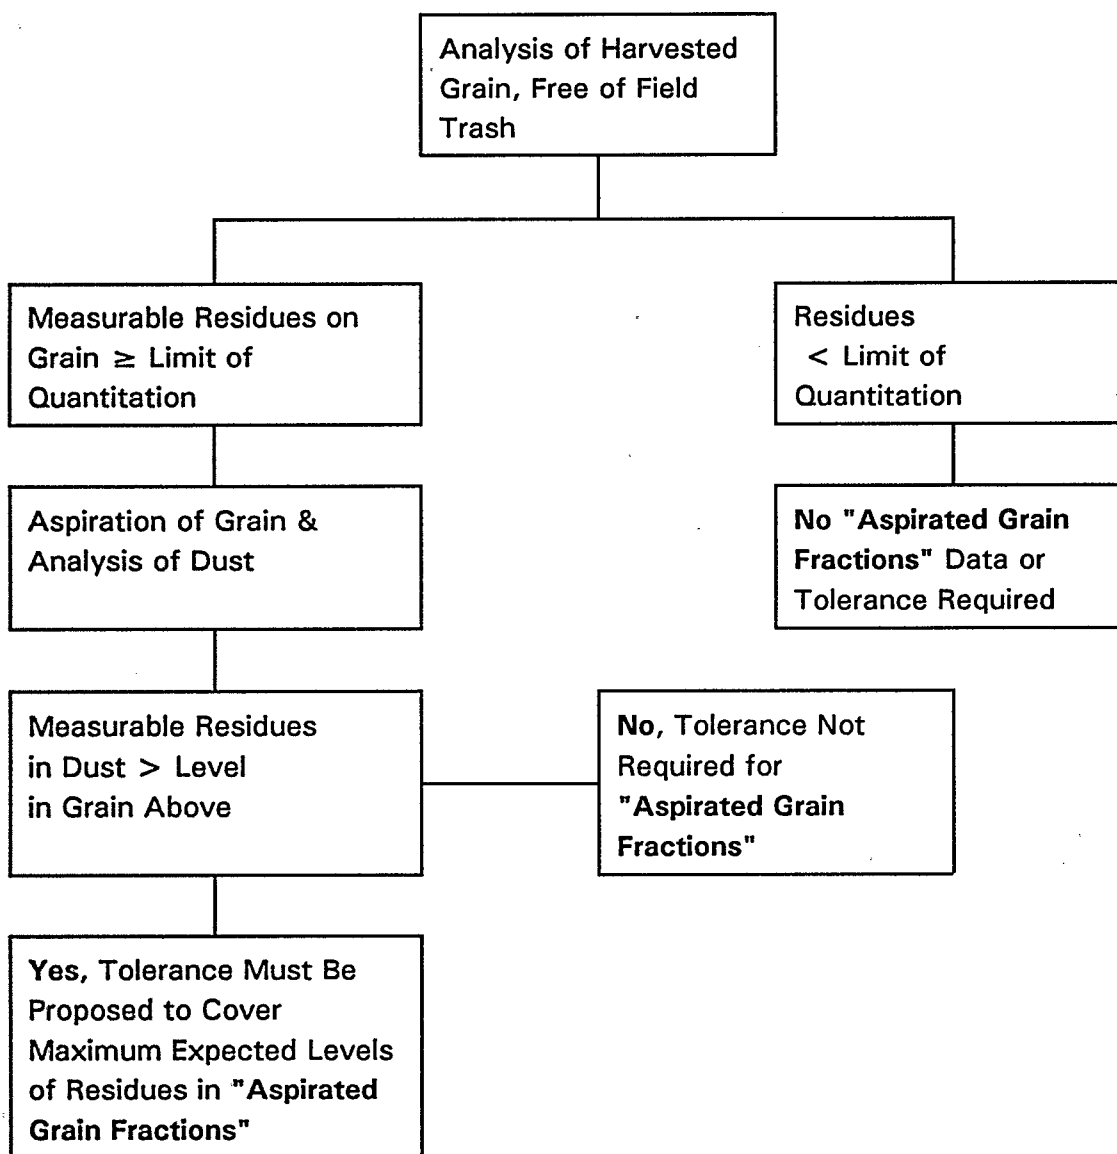 Analysis of Harvested
Grain, Free of Field
Trash
Measurable Residues on
Grain ≥ Limit of
Quantitation
Residues
< Limit of
Quantitation
Aspiration of Grain &
Analysis of Dust
No "Aspirated Grain
Fractions" Data or
Tolerance Required
Measurable Residues
in Dust > Level
in Grain Above
No, Tolerance Not
Required for
"Aspirated Grain
Fractions"
Yes, Tolerance Must Be
Proposed to Cover
Maximum Expected Levels
of Residues in "Aspirated
Grain Fractions"